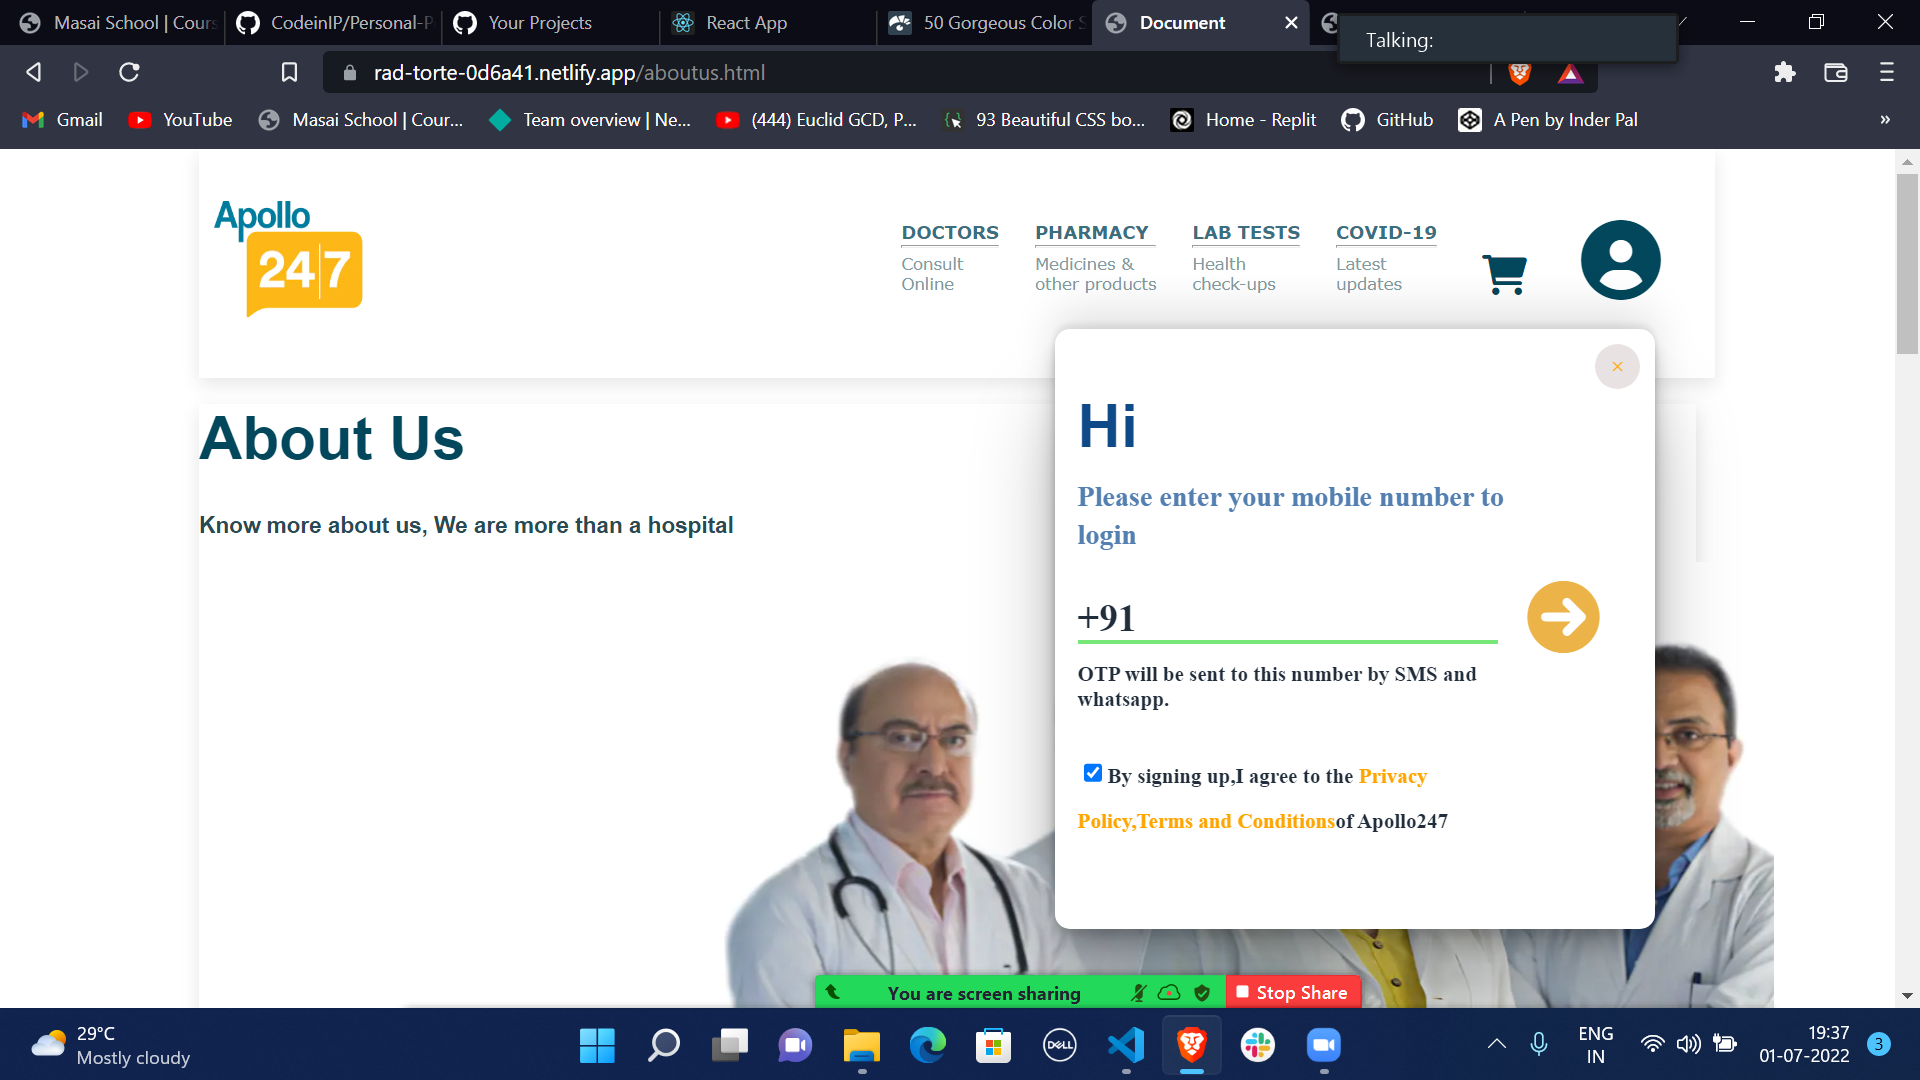 Masai School | Cours
CodeinIP/Personal-P
Your Projects
React App
50 Gorgeous Color S
Document
Talking:
rad-torte-0d6a41.netlify.app/aboutus.html
Gmail
YouTube
Masai School | Cour...
Team overview | Ne...
(444) Euclid GCD, P...
93 Beautiful CSS bo...
Home - Replit
GitHub
A Pen by Inder Pal
»
Apollo
24|7
DOCTORS
Consult
Online
PHARMACY
Medicines &
other products
LAB TESTS
Health
check-ups
COVID-19
Latest
updates
About Us
Know more about us, We are more than a hospital
×
Hi
Please enter your mobile number to
login
+91
OTP will be sent to this number by SMS and
whatsapp.
By signing up,I agree to the Privacy
Policy,Terms and Conditionsof Apollo247
You are screen sharing
Stop Share
29°C
Mostly cloudy
DELL
ENG
IN
19:37
01-07-2022
3